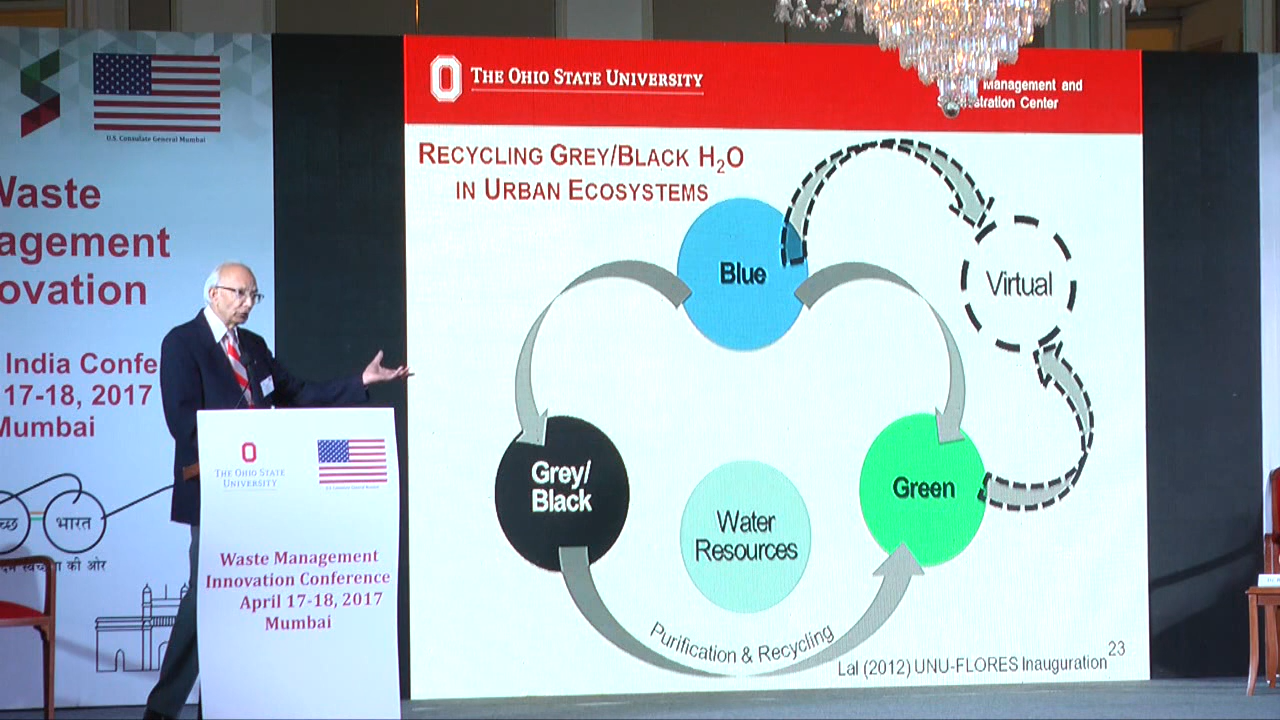 U.S. Consulate General Mumbai
Waste
agement
ovation
India Confe
17-18, 2017
Mumbai
च्छ
भारत
की ओर
THE OHIO STATE UNIVERSITY
Management and
Center
RECYCLING GREY/BLACK H2O
IN URBAN ECOSYSTEMS
Blue
Virtual
Grey/
Black
Green
Water
Resources
Purification & Recycling
Lal (2012) UNU-FLORES Inauguration
23
THE OHIO STATE
UNIVERSITY
Waste Management
Innovation Conference
April 17-18, 2017
Mumbai